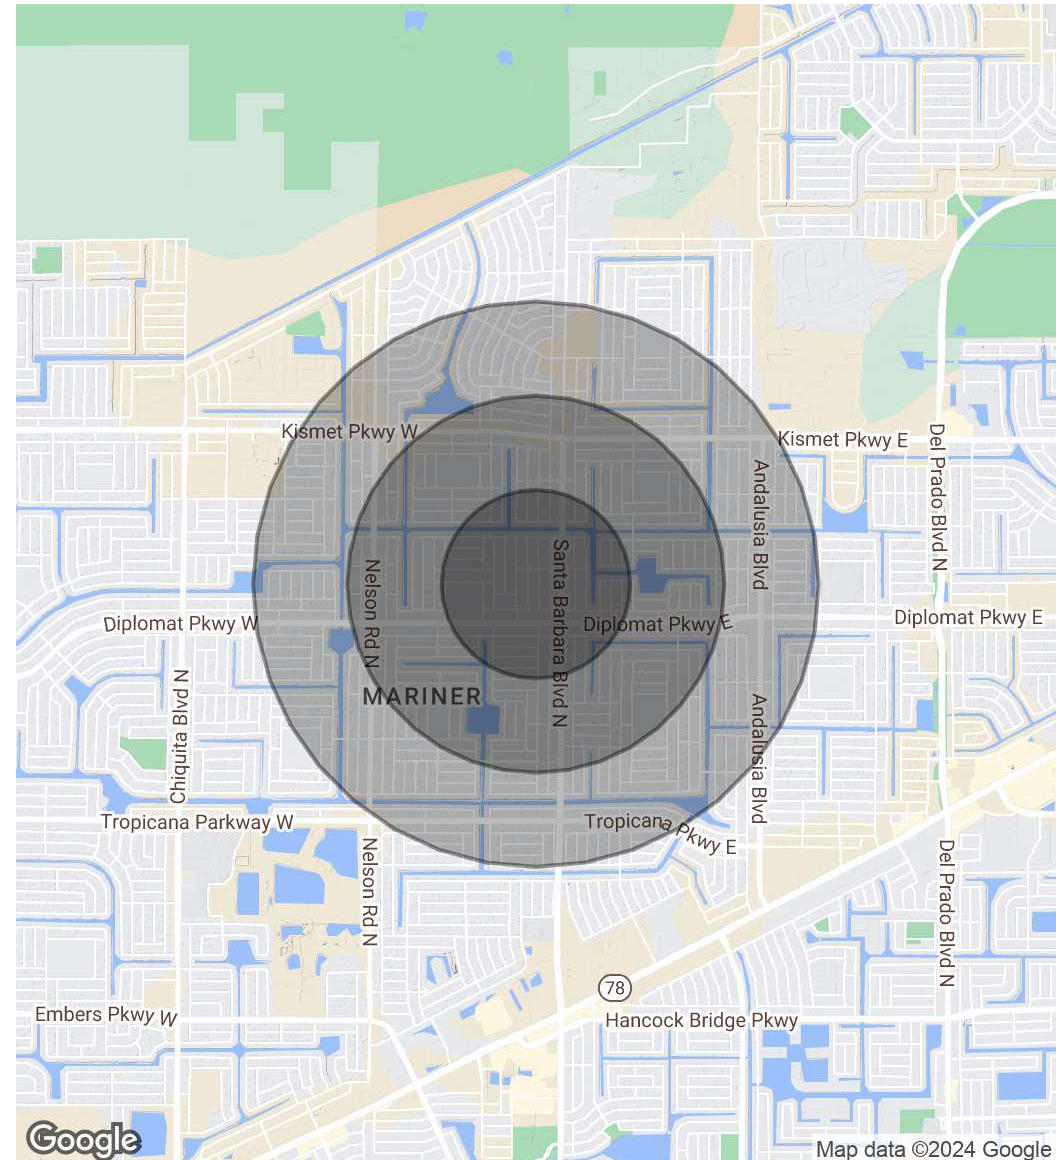 Kismet Pkwy W
Kismet Pkwy E
Del Prado Blvd N
Andalusia Blvd
Santa Barbara Blvd N
Nelson Rd N
Diplomat Pkwy W
Diplomat Pkwy E
Diplomat Pkwy E
MARINER
Chiquita Blvd N
Andalusia Blvd
Tropicana Parkway W
Tropicana Pkwy E
Nelson Rd N
Del Prado Blvd N
78
Embers Pkwy W
Hancock Bridge Pkwy
Google
Map data ©2024 Google